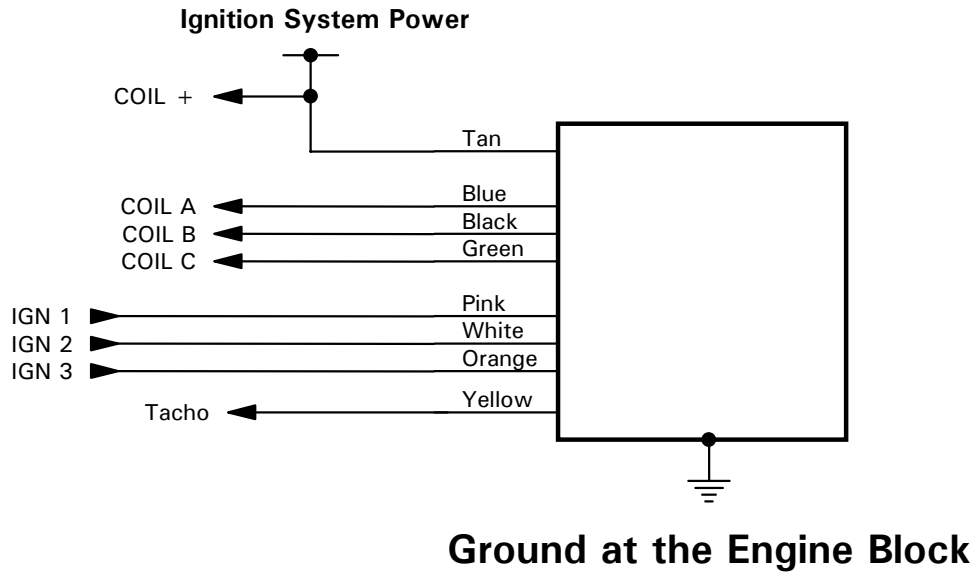 Ignition System Power
COIL +
Tan
Blue
COIL A
Black
COIL B
Green
COIL C
Pink
IGN 1
White
IGN 2
Orange
IGN 3
Yellow
Tacho
Ground at the Engine Block